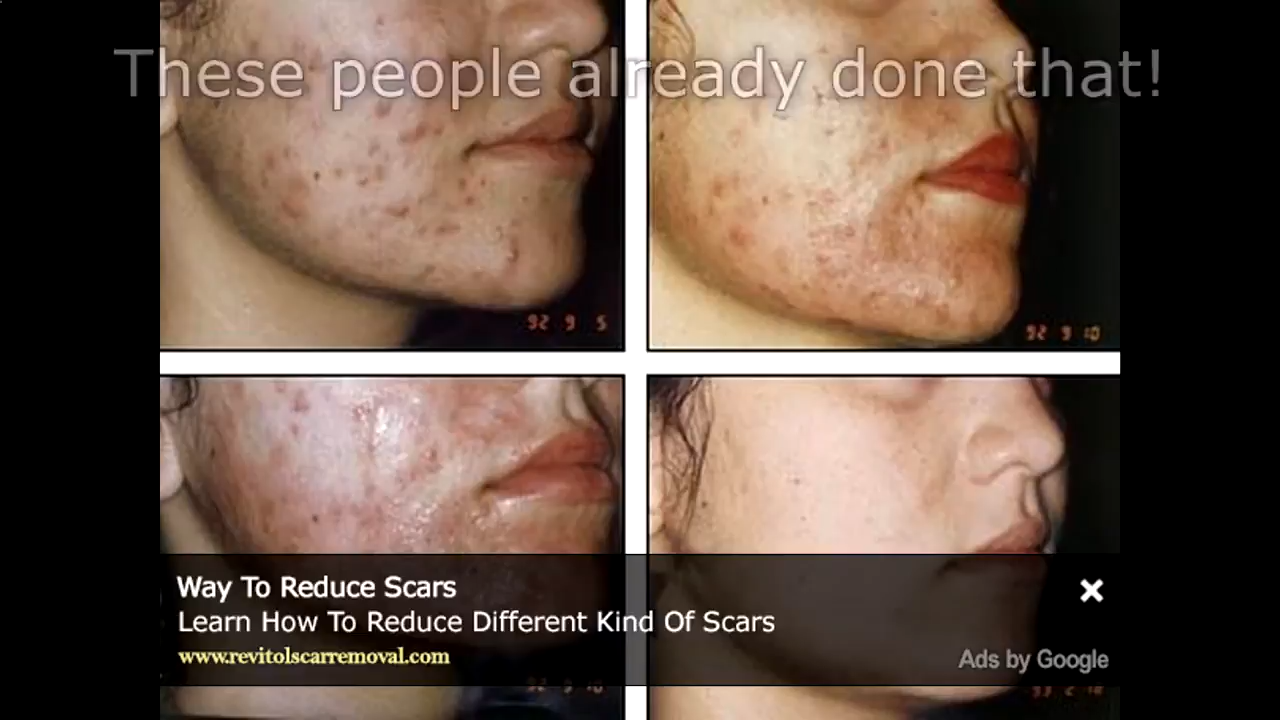 These people already done that!
92 9 5
92 9 10
Way To Reduce Scars
Learn How To Reduce Different Kind Of Scars
www.revitolscarremoval.com
Ads by Google